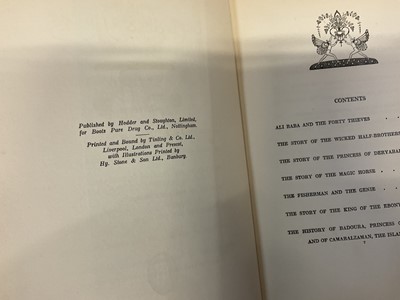 Published by Hodder and Stoughton, Limited,
for Boots Pure Drug Co., Ltd., Nottingham.
Printed and Bound by Tinling & Co. Ltd.,
Liverpool, London and Prescot,
with Illustrations Printed by
Hy. Stone & Son Ltd., Banbury.
CONTENTS
ALI BABA AND THE FORTY THIEVES
THE STORY OF THE WICKED HALF-BROTHERS
THE STORY OF THE PRINCESS OF DERYABAR
THE STORY OF THE MAGIC HORSE
THE FISHERMAN AND THE GENIE
THE STORY OF THE KING OF THE EBONY
THE HISTORY OF BADOURA, PRINCESS O
AND OF CAMARALZAMAN, THE ISLA